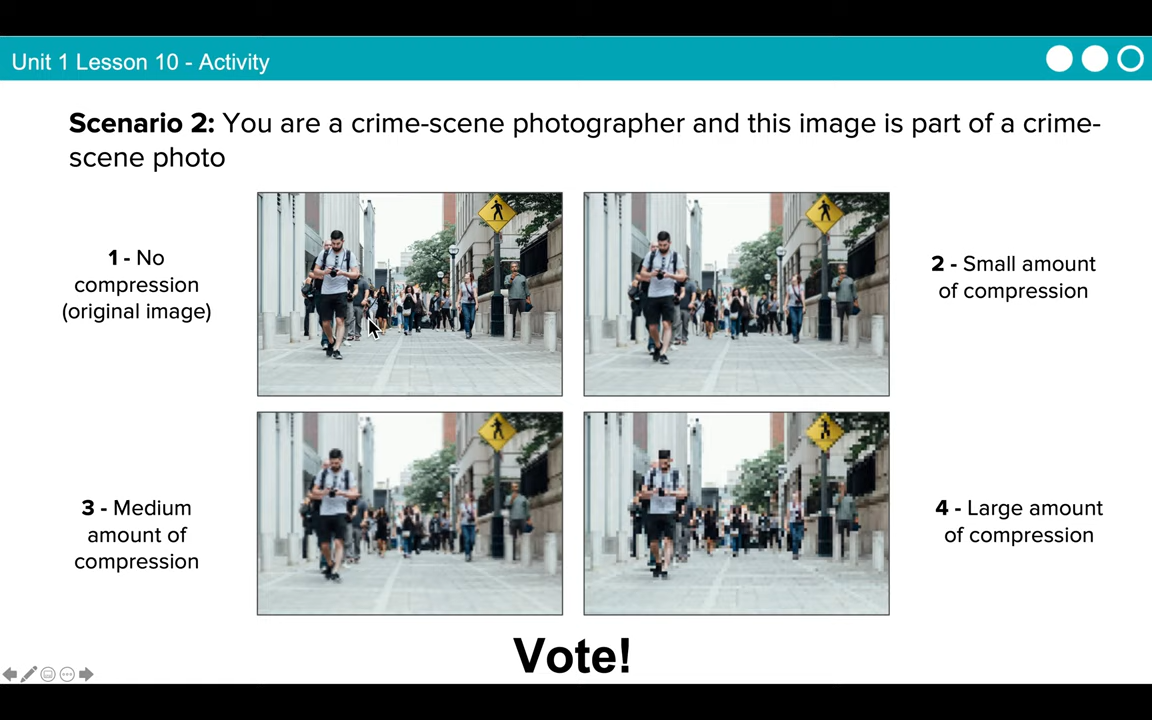 Unit 1 Lesson 10 - Activity
Scenario 2: You are a crime-scene photographer and this image is part of a crime-
scene photo
1 - No
compression
(original image)
2 - Small amount
of compression
3 - Medium
amount of
compression
4 - Large amount
of compression
Vote!